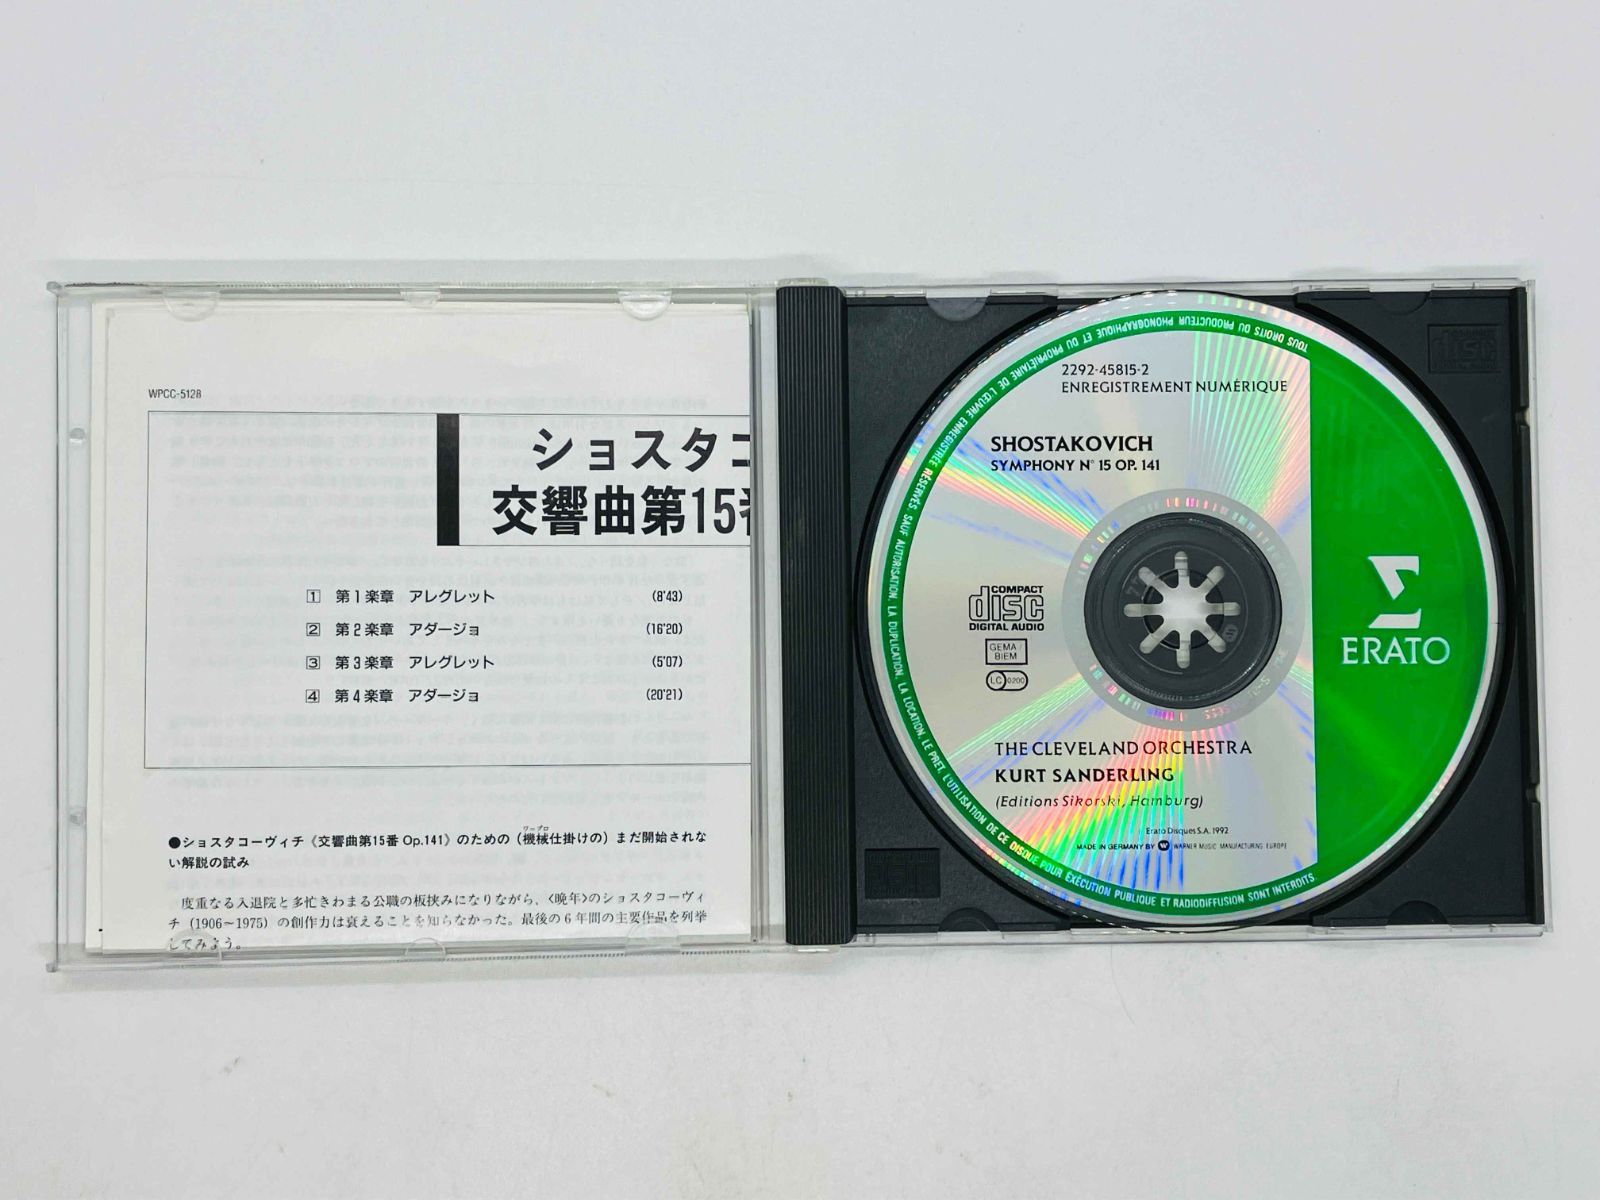 WPCC-5128
ショスタコ
交響曲第15番
1 第1楽章 アレグレット (8'43)
2 第2楽章 アダージョ (16'20)
3 第3楽章 アレグレット (5'07)
4 第4楽章 アダージョ (20'21)
ワープロ
●ショスタコーヴィチ《交響曲第15番 Op.141》のための(機械仕掛けの)まだ開始されな
い解説の試み
度重なる入退院と多忙きわまる公職の板挟みになりながら、〈晩年〉のショスタコーヴィ
チ (1906〜1975) の創作力は衰えることを知らなかった。最後の6年間の主要作品を列挙
してみよう。
TOUS DROITS DU PRODUCTEUR PHONOGRAPHIQUE ET DU PROPRIÉTAIRE DE L'ŒUVRE ENREGISTRÉE RÉSERVÉS. SAUF AUTORISATION, LA DUPLICATION, LA LOCATION, LE PRET, L'UTILISATION DE CE DISQUE POUR EXÉCUTION PUBLIQUE ET RADIODIFFUSION SONT INTERDITS
2292-45815-2
ENREGISTREMENT NUMÉRIQUE
SHOSTAKOVICH
SYMPHONY N° 15 OP. 141
COMPACT
disc
DIGITAL AUDIO
GEMA/
BIEM
LC 0200
ERATO
THE CLEVELAND ORCHESTRA
KURT SANDERLING
(Editions Sikorski, Hamburg)
Erato Disques S.A. 1992
MADE IN GERMANY BY WARNER MUSIC MANUFACTURING EUROPE